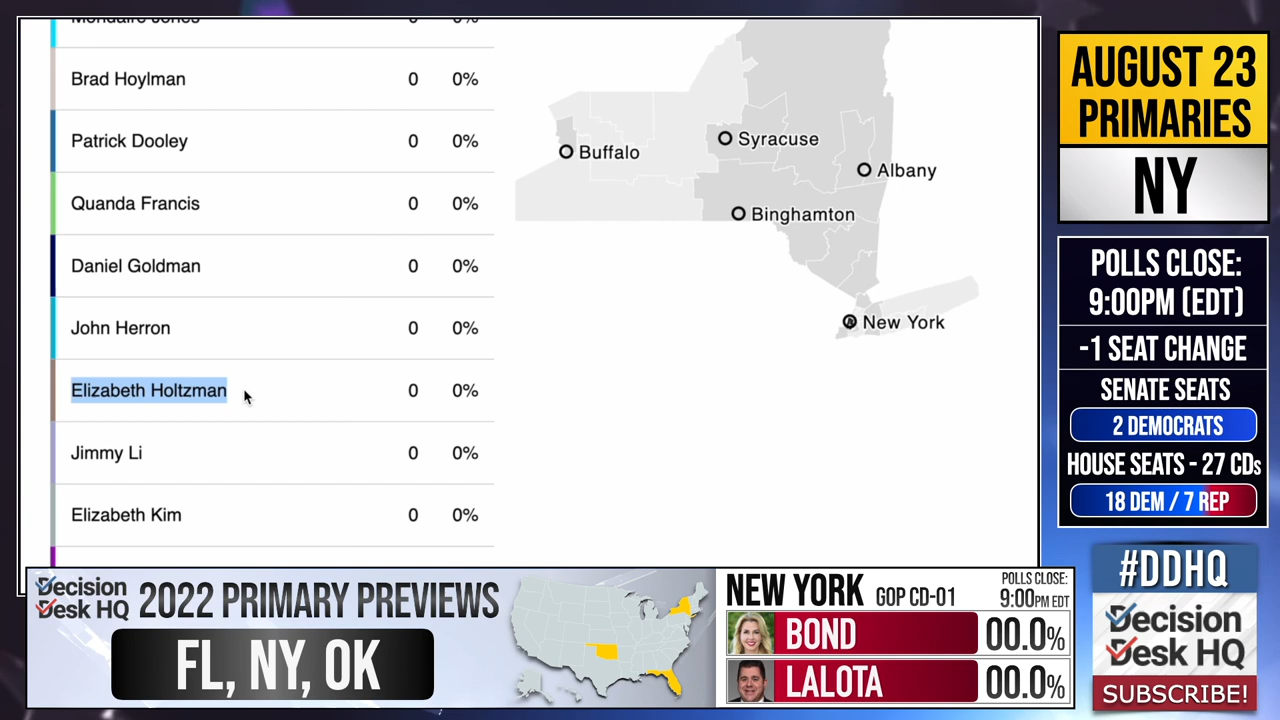 Mondaire Jones 0 0%
Brad Hoylman 0 0%
Patrick Dooley 0 0%
Quanda Francis 0 0%
Daniel Goldman 0 0%
John Herron 0 0%
Elizabeth Holtzman 0 0%
Jimmy Li 0 0%
Elizabeth Kim 0 0%
Syracuse
Buffalo
Albany
Binghamton
New York
AUGUST 23
PRIMARIES
NY
POLLS CLOSE:
9:00PM (EDT)
-1 SEAT CHANGE
SENATE SEATS
2 DEMOCRATS
HOUSE SEATS - 27 CDs
18 DEM / 7 REP
Decision
Desk HQ
2022 PRIMARY PREVIEWS
FL, NY, OK
NEW YORK GOP CD-01
POLLS CLOSE:
9:00PM EDT
BOND 00.0%
LALOTA 00.0%
#DDHQ
Decision
Desk HQ
SUBSCRIBE!